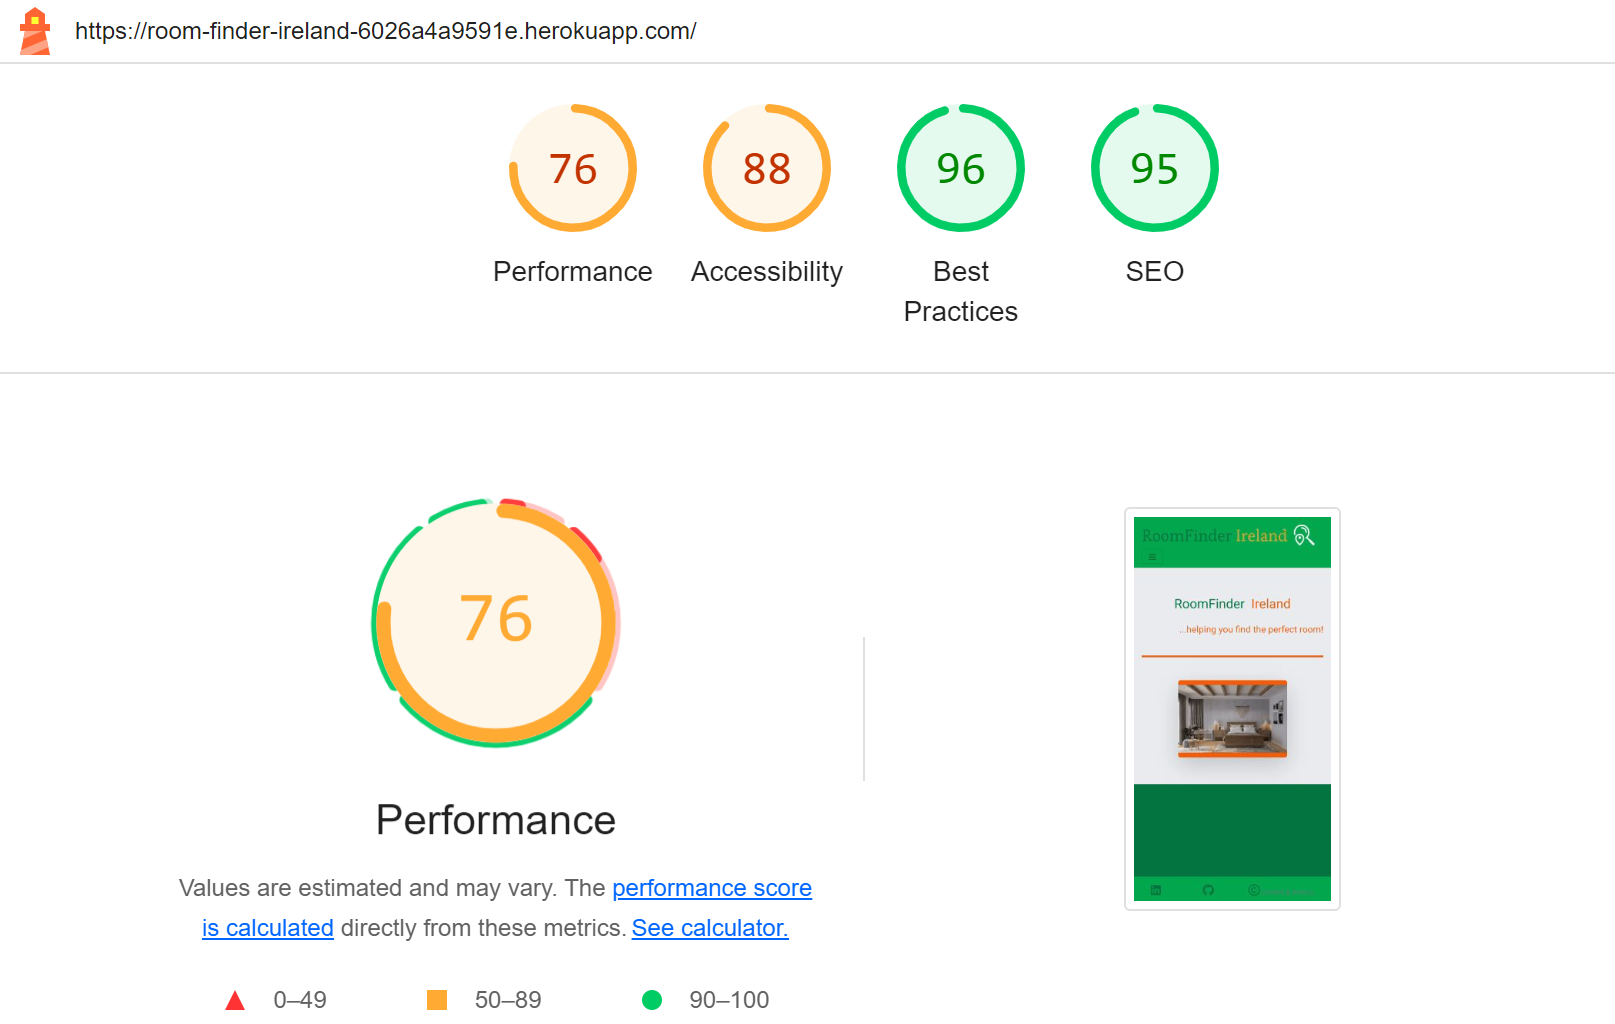 https://room-finder-ireland-6026a4a9591e.herokuapp.com/
76
88
96
95
Performance
Accessibility
Best
Practices
SEO
76
Performance
Values are estimated and may vary. The performance score
is calculated directly from these metrics. See calculator.
0–49
50–89
90–100
RoomFinder Ireland
RoomFinder Ireland
...helping you find the perfect room!